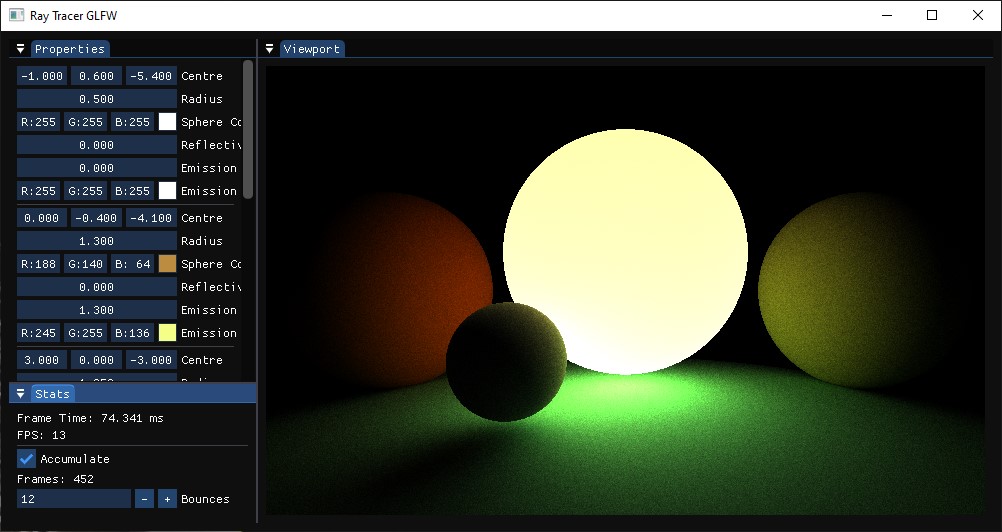 Ray Tracer GLFW
Properties
-1.000 0.600 -5.400 Centre
0.500 Radius
R:255 G:255 B:255 Sphere Co
0.000 Reflectiv
0.000 Emission
R:255 G:255 B:255 Emission
0.000 -0.400 -4.100 Centre
1.300 Radius
R:188 G:140 B: 64 Sphere Co
0.000 Reflectiv
1.300 Emission
R:245 G:255 B:136 Emission
3.000 0.000 -3.000 Centre
Stats
Frame Time: 74.341 ms
FPS: 13
Accumulate
Frames: 452
12 - + Bounces
Viewport